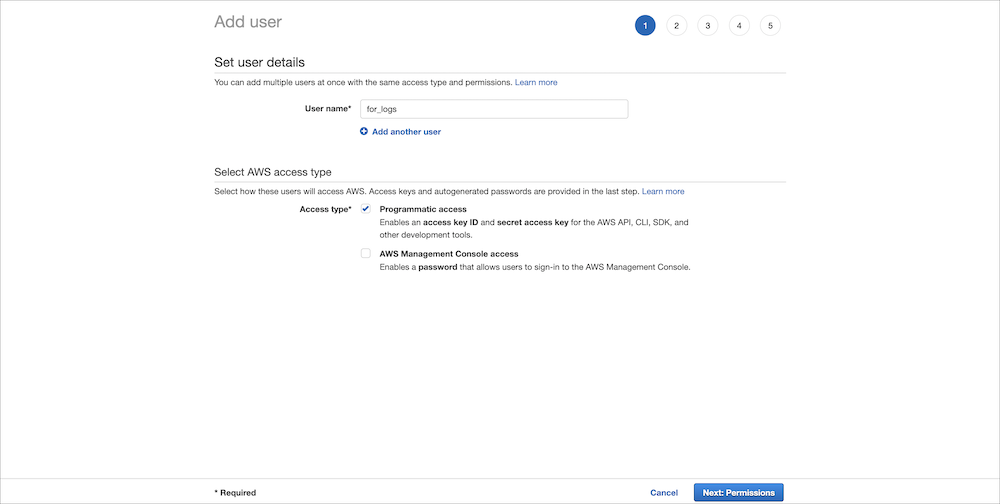 Add user
1 2 3 4 5
Set user details
You can add multiple users at once with the same access type and permissions. Learn more
User name* for_logs
Add another user
Select AWS access type
Select how these users will access AWS. Access keys and autogenerated passwords are provided in the last step. Learn more
Access type* Programmatic access
Enables an access key ID and secret access key for the AWS API, CLI, SDK, and
other development tools.
AWS Management Console access
Enables a password that allows users to sign-in to the AWS Management Console.
* Required Cancel Next: Permissions